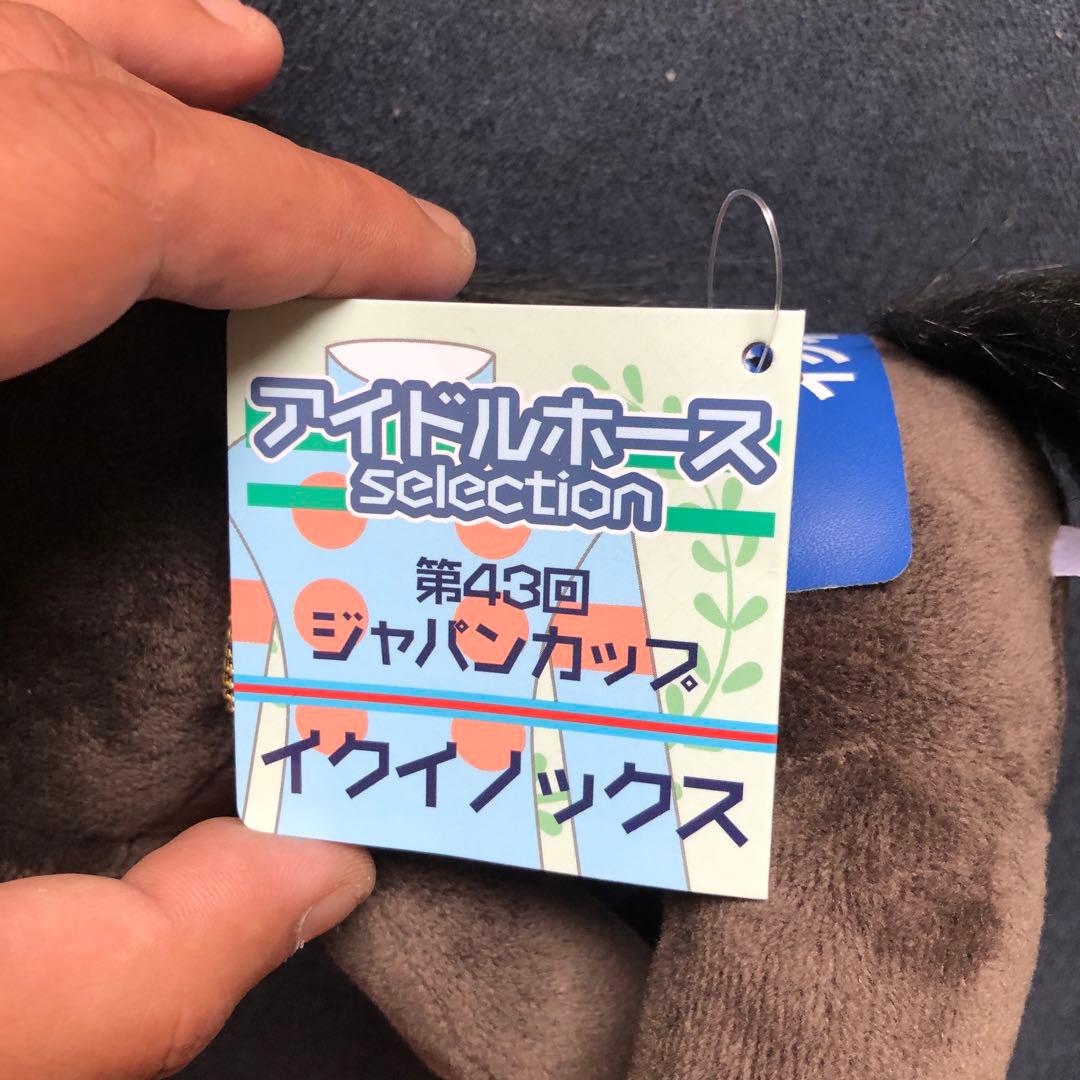 アイドルホース
selection
第43回
ジャパンカップ
イクイノックス